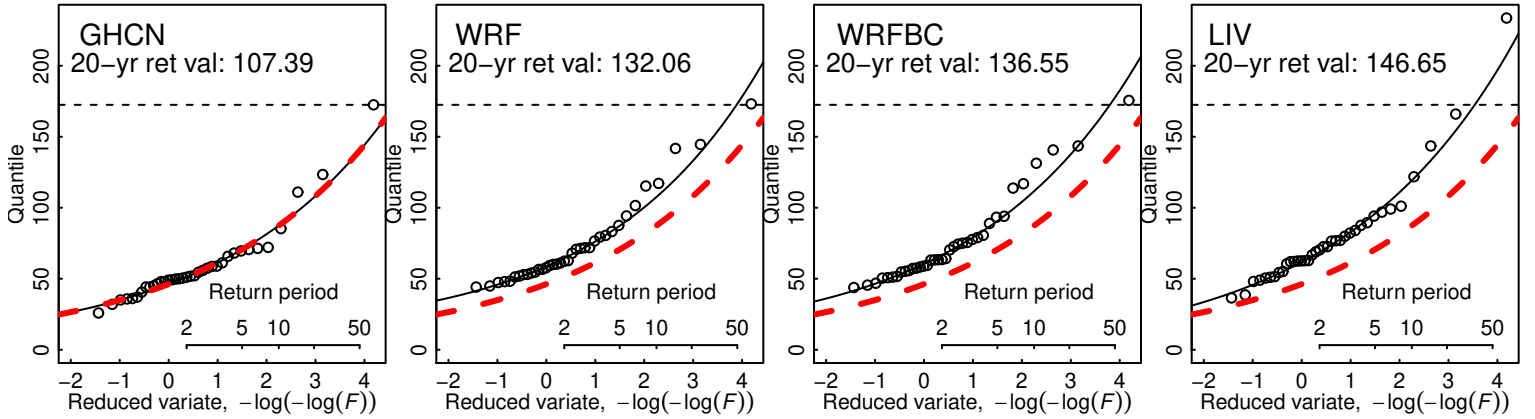 GHCN
20−yr ret val: 107.39
Quantile
0 50 100 150 200
Return period
2 5 10 50
−2 −1 0 1 2 3 4
Reduced variate, −log(−log(F))
WRF
20−yr ret val: 132.06
Quantile
0 50 100 150 200
Return period
2 5 10 50
−2 −1 0 1 2 3 4
Reduced variate, −log(−log(F))
WRFBC
20−yr ret val: 136.55
Quantile
0 50 100 150 200
Return period
2 5 10 50
−2 −1 0 1 2 3 4
Reduced variate, −log(−log(F))
LIV
20−yr ret val: 146.65
Quantile
0 50 100 150 200
Return period
2 5 10 50
−2 −1 0 1 2 3 4
Reduced variate, −log(−log(F))